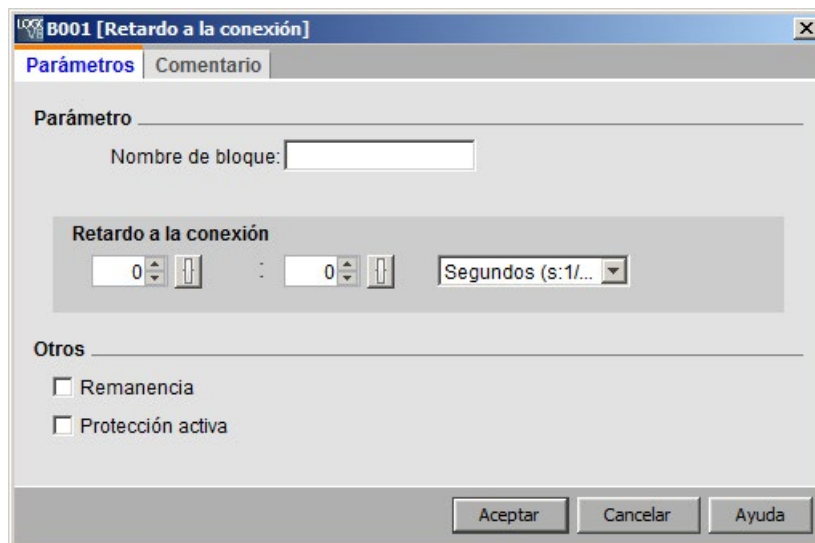 B001 [Retardo a la conexión]
Parámetros Comentario
Parámetro
Nombre de bloque:
Retardo a la conexión
0 : 0 Segundos (s:1/...
Otros
Remanencia
Protección activa
Aceptar Cancelar Ayuda